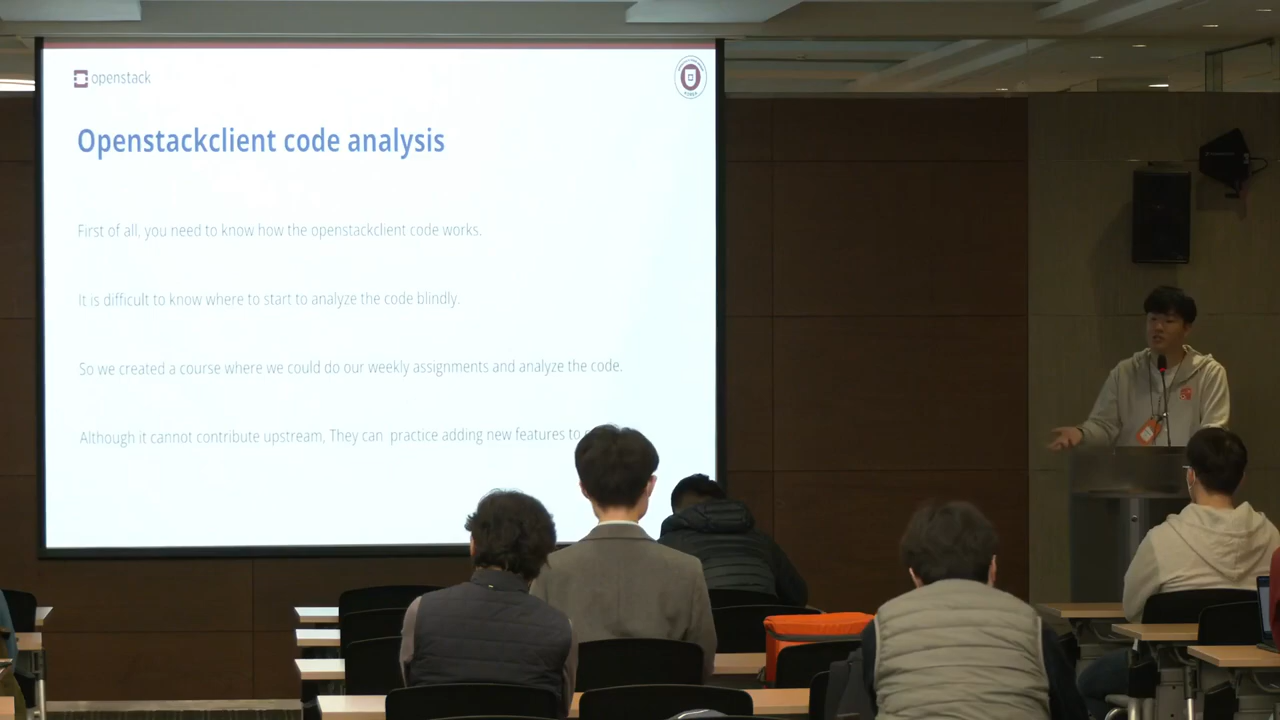 openstack
Openstackclient code analysis
First of all, you need to know how the openstackclient code works.
It is difficult to know where to start to analyze the code blindly.
So we created a course where we could do our weekly assignments and analyze the code.
Although it cannot contribute upstream, They can practice adding new features to